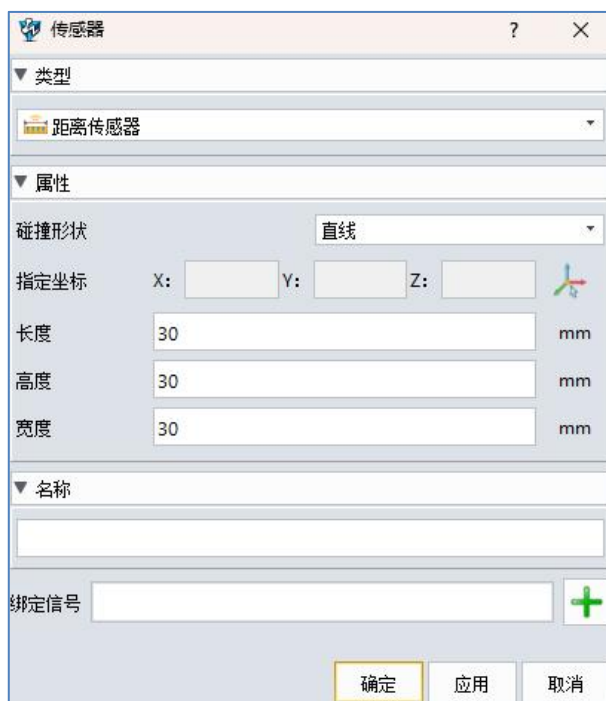 传感器 ?
类型
距离传感器
属性
碰撞形状 直线
指定坐标 X: Y: Z:
长度 30 mm
高度 30 mm
宽度 30 mm
名称
绑定信号
确定 应用 取消